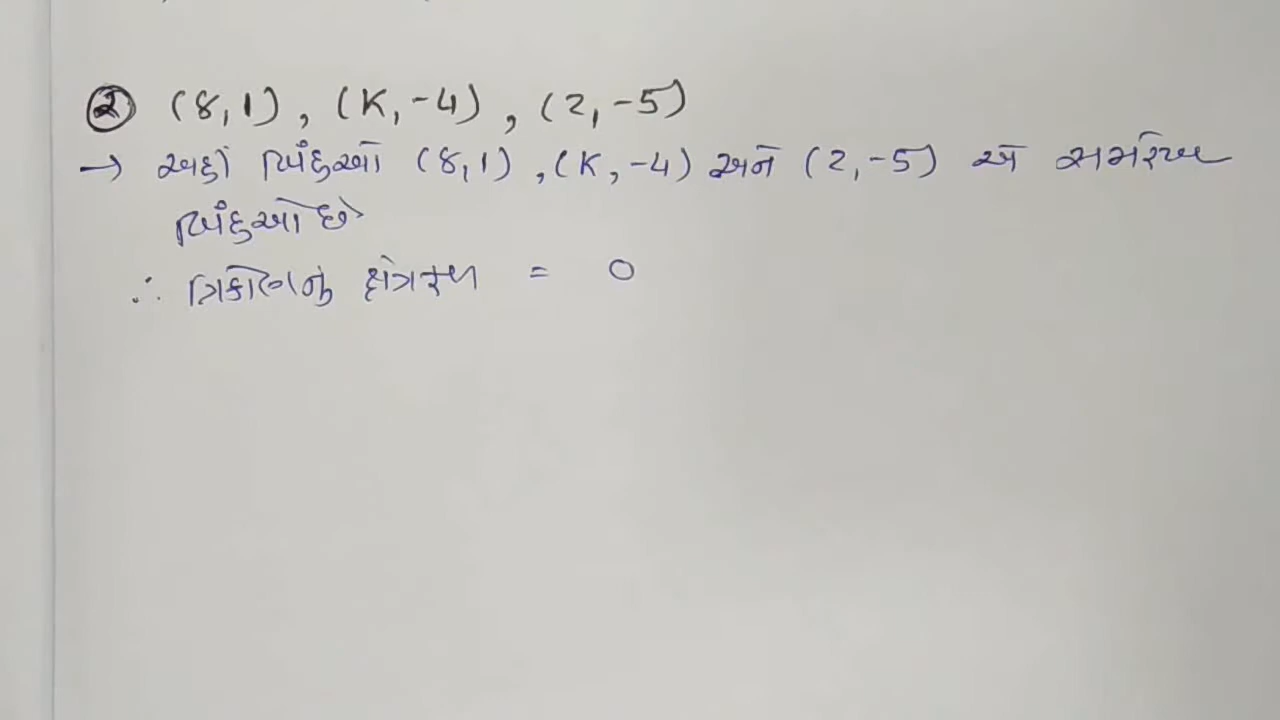 ② (8,1), (K,-4), (2,-5)
→ અહીં બિંદુઓ (8,1), (K,-4) અને (2,-5) એ સમરેખ
બિંદુઓ છે
∴ ત્રિકોણનું ક્ષેત્રફળ = 0